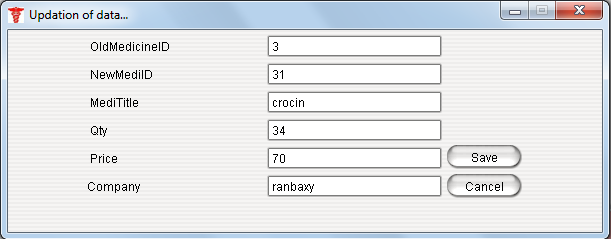 Updation of data...
OldMedicineID 3
NewMediID 31
MediTitle crocin
Qty 34
Price 70 Save
Company ranbaxy Cancel